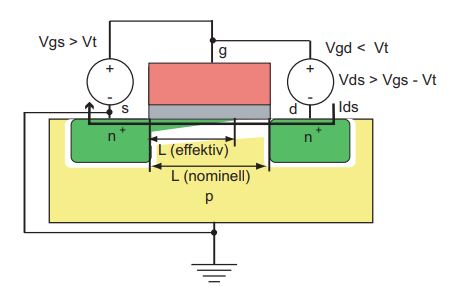 Vgs > Vt
g
Vgd < Vt
+
+
Vds > Vgs - Vt
-
-
s
d
Ids
n+
n+
L (effektiv)
L (nominell)
p